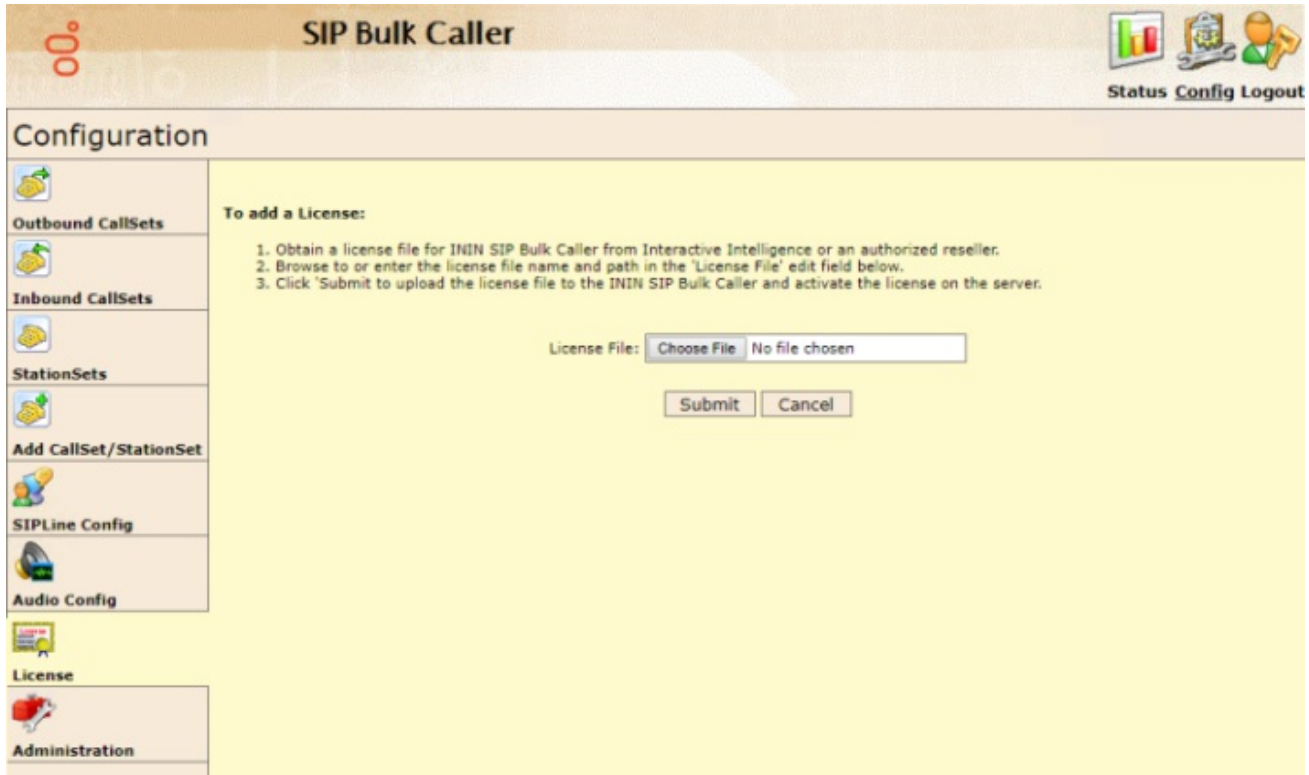 SIP Bulk Caller
Status Config Logout
Configuration
Outbound CallSets
Inbound CallSets
StationSets
Add CallSet/StationSet
SIPLine Config
Audio Config
License
Administration
To add a License:
1. Obtain a license file for ININ SIP Bulk Caller from Interactive Intelligence or an authorized reseller.
2. Browse to or enter the license file name and path in the 'License File' edit field below.
3. Click 'Submit to upload the license file to the ININ SIP Bulk Caller and activate the license on the server.
License File: Choose File No file chosen
Submit Cancel